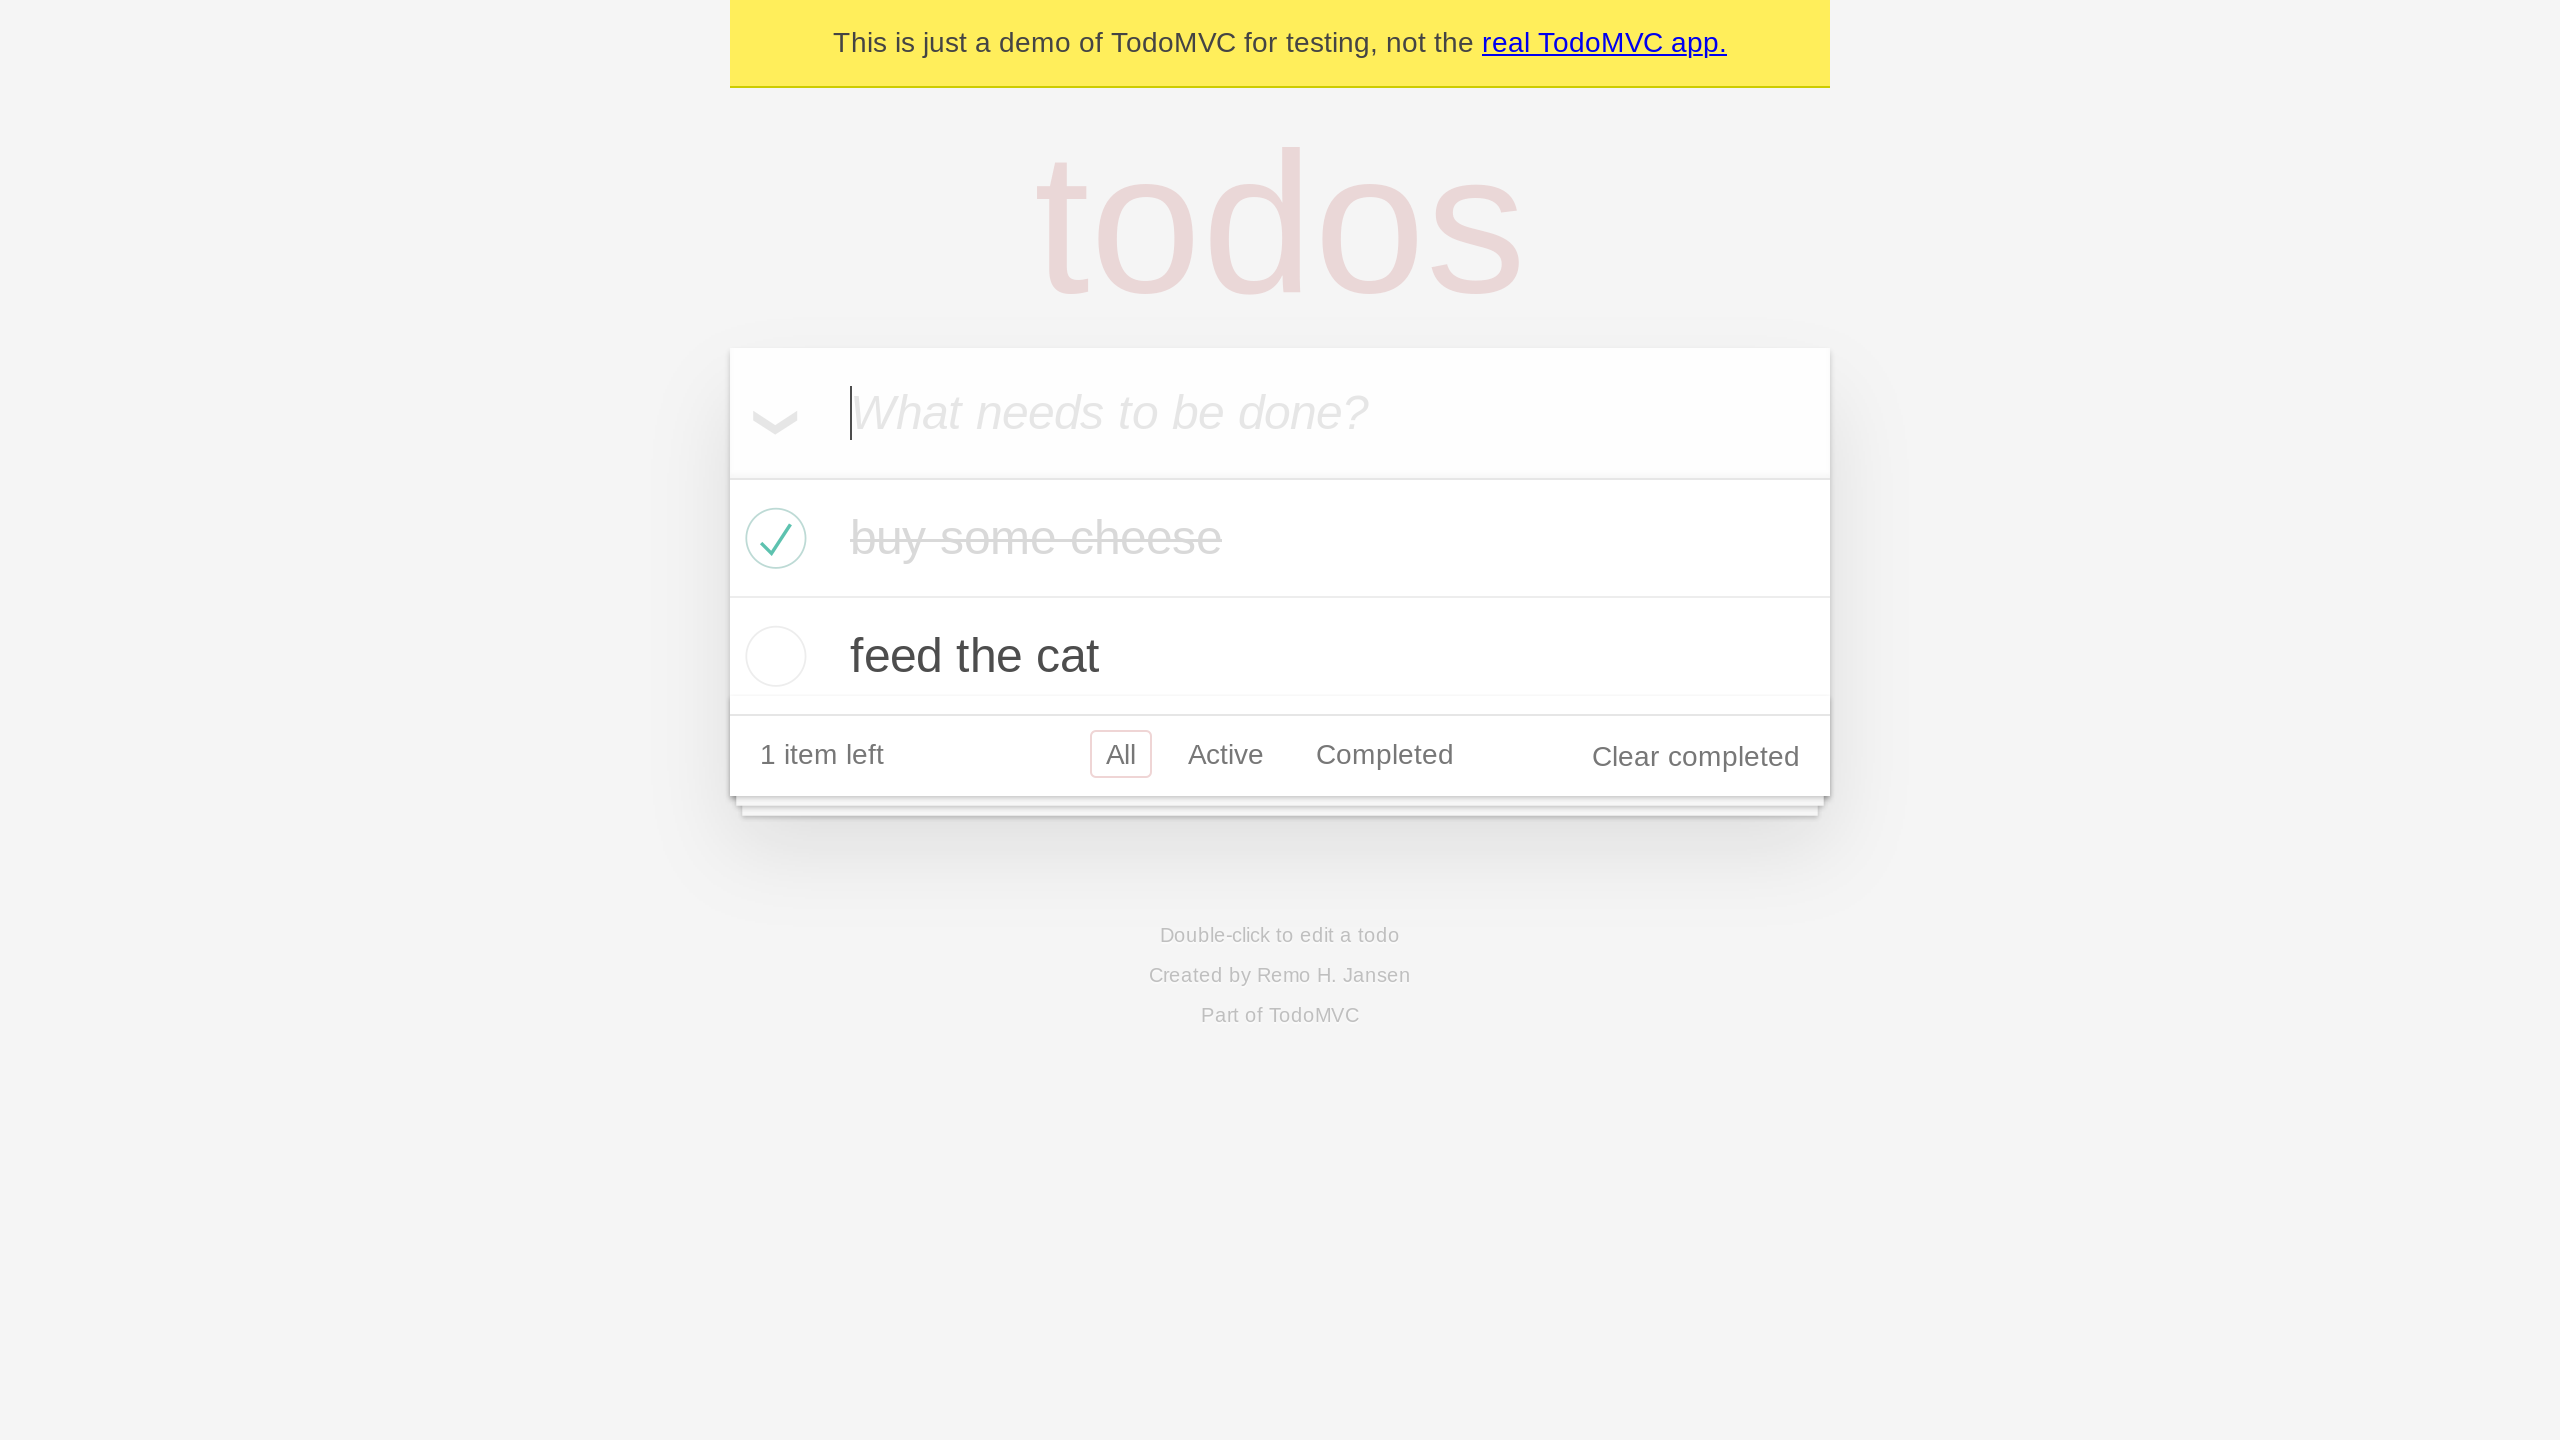 This is just a demo of TodoMVC for testing, not the real TodoMVC app.
todos
What needs to be done?
buy some cheese
feed the cat
1 item left
All
Active
Completed
Clear completed
Double-click to edit a todo
Created by Remo H. Jansen
Part of TodoMVC